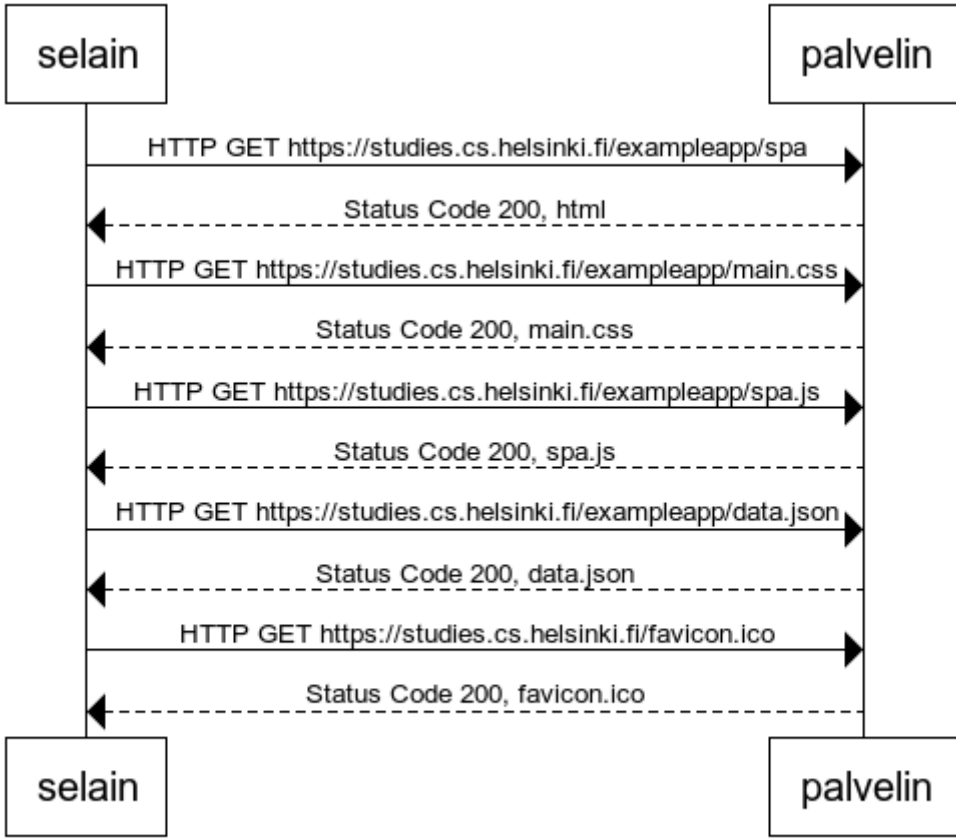 selain palvelin
HTTP GET https://studies.cs.helsinki.fi/exampleapp/spa
Status Code 200, html
HTTP GET https://studies.cs.helsinki.fi/exampleapp/main.css
Status Code 200, main.css
HTTP GET https://studies.cs.helsinki.fi/exampleapp/spa.js
Status Code 200, spa.js
HTTP GET https://studies.cs.helsinki.fi/exampleapp/data.json
Status Code 200, data.json
HTTP GET https://studies.cs.helsinki.fi/favicon.ico
Status Code 200, favicon.ico
selain palvelin